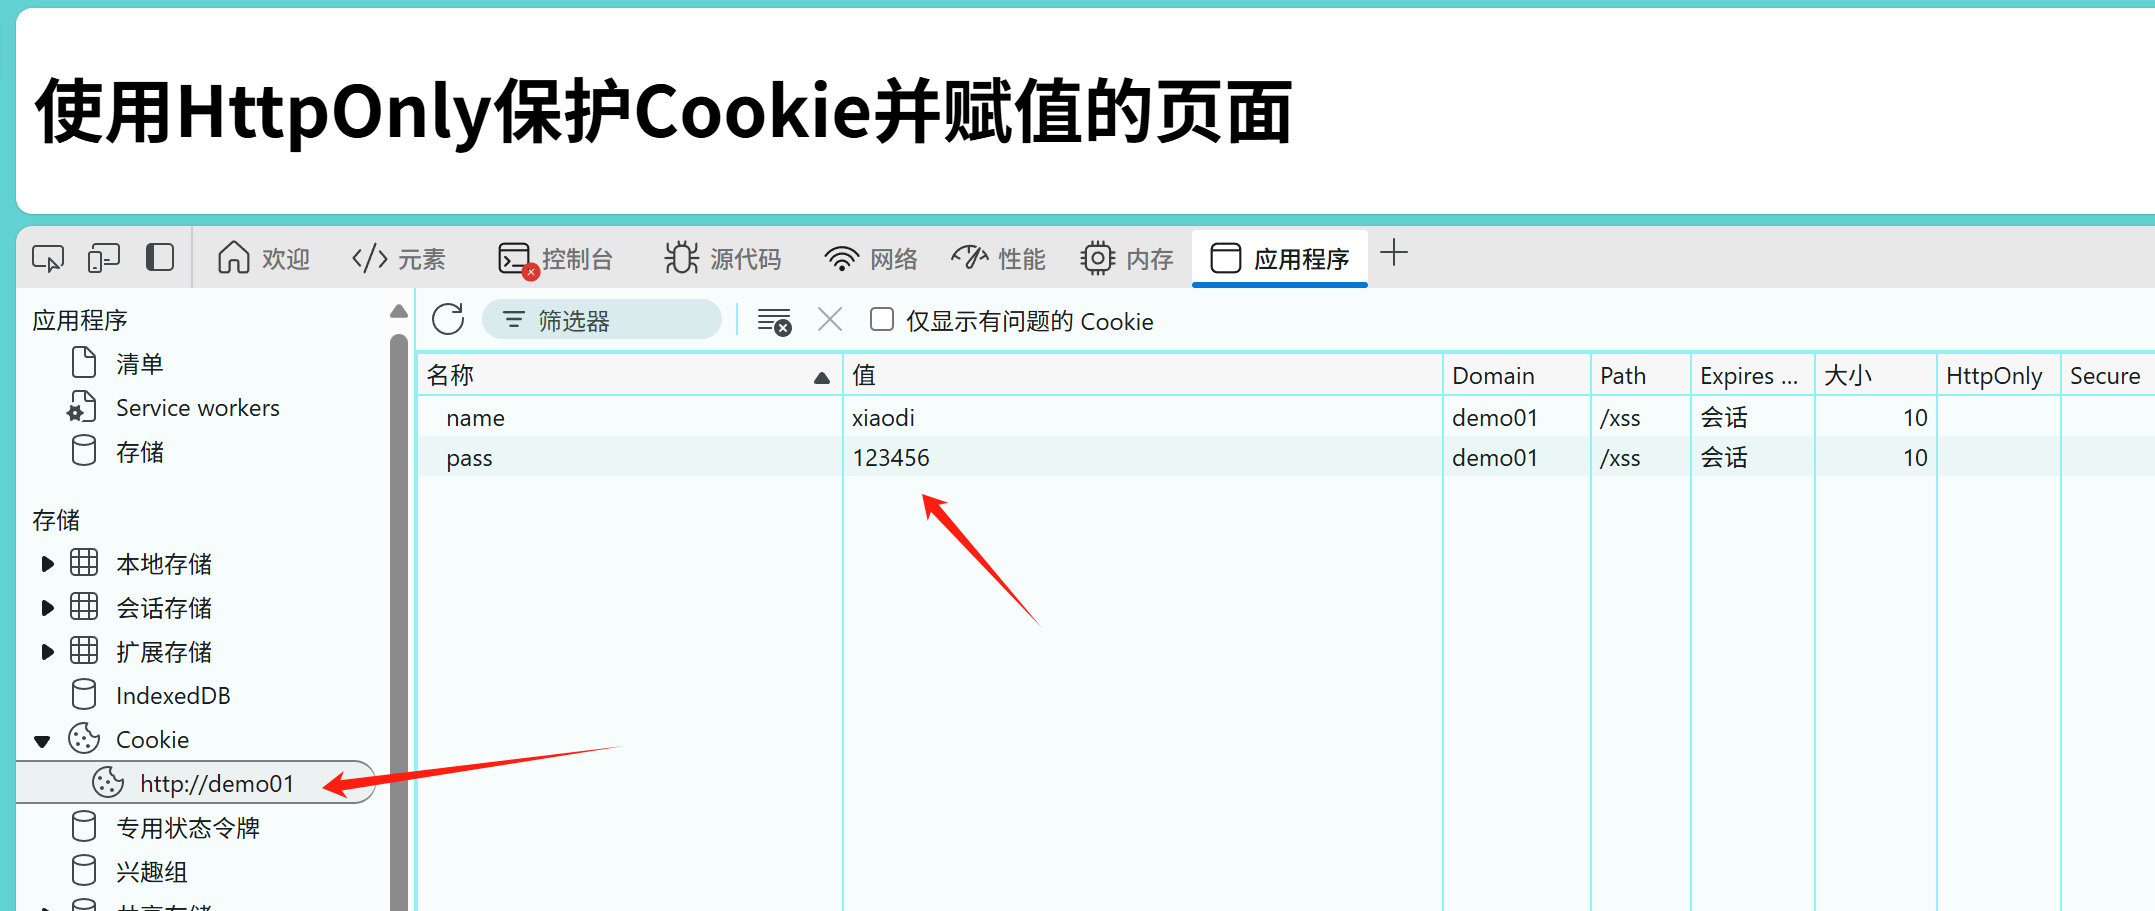 使用HttpOnly保护Cookie并赋值的页面
欢迎 元素 控制台 源代码 网络 性能 内存 应用程序
应用程序
清单
Service workers
存储
存储
本地存储
会话存储
扩展存储
IndexedDB
Cookie
http://demo01
专用状态令牌
兴趣组
筛选器 仅显示有问题的 Cookie
名称 值 Domain Path Expires ... 大小 HttpOnly Secure
name xiaodi demo01 /xss 会话 10
pass 123456 demo01 /xss 会话 10